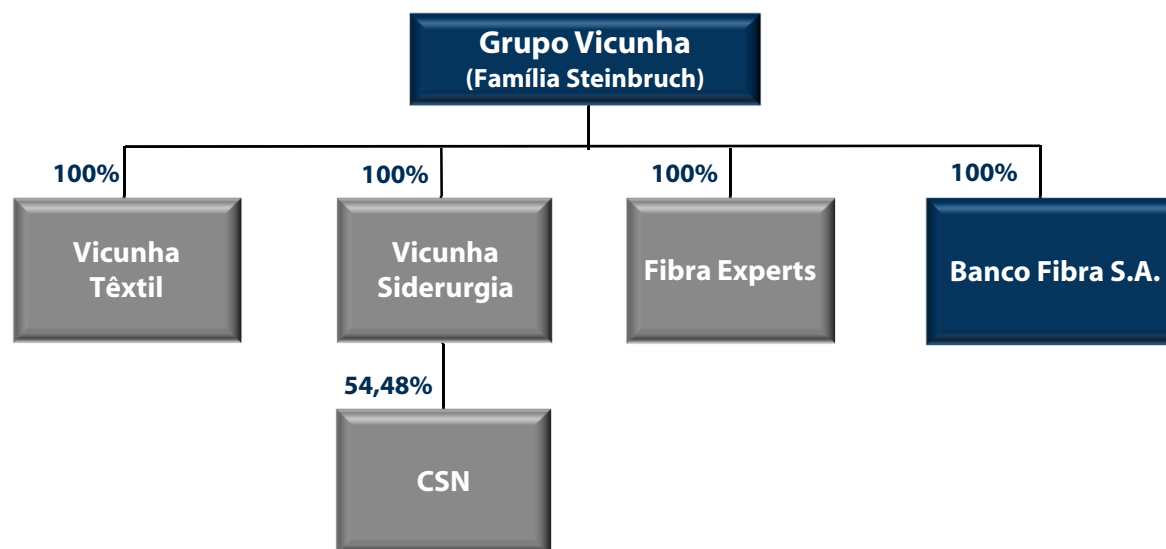 Grupo Vicunha
(Família Steinbruch)
100%
100%
100%
100%
Vicunha
Têxtil
Vicunha
Siderurgia
Fibra Experts
Banco Fibra S.A.
54,48%
CSN